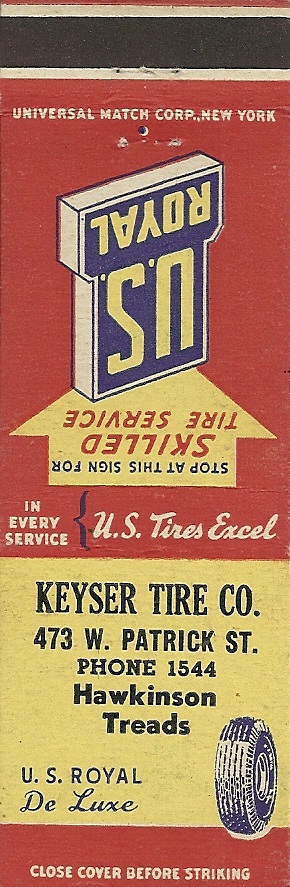 UNIVERSAL MATCH CORP., NEW YORK
STOP AT THIS SIGN FOR
SKILLED
TIRE SERVICE
U.S.
ROYAL
IN
EVERY
SERVICE
U.S. Tires Excel
KEYSER TIRE CO.
473 W. PATRICK ST.
PHONE 1544
Hawkinson
Treads
U. S. ROYAL
De Luxe
CLOSE COVER BEFORE STRIKING